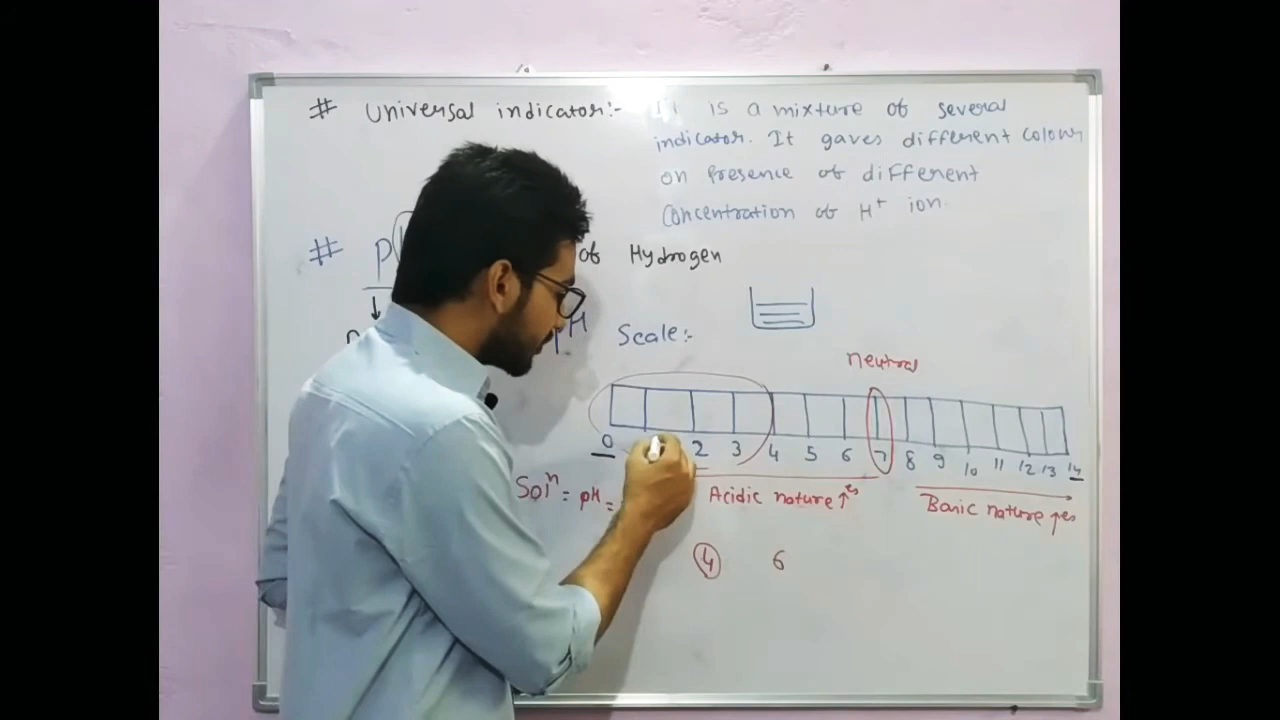 # Universal indicator:- It is a mixture of several
indicator. It gaves different colour
on Presence of different
Concentration of H+ ion.
# p of Hydrogen
pH Scale:-
neutral
0 2 3 4 5 6 7 8 9 10 11 12 13 14
Solⁿ = pH = Acidic nature ↑es Basic nature ↑es
4 6